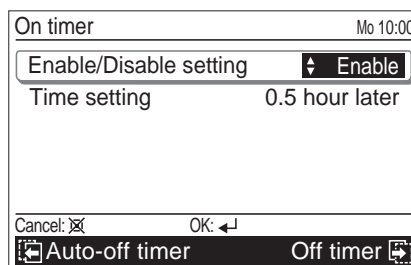 On timer Mo 10:00
Enable/Disable setting Enable
Time setting 0.5 hour later
Cancel: OK:
Auto-off timer Off timer